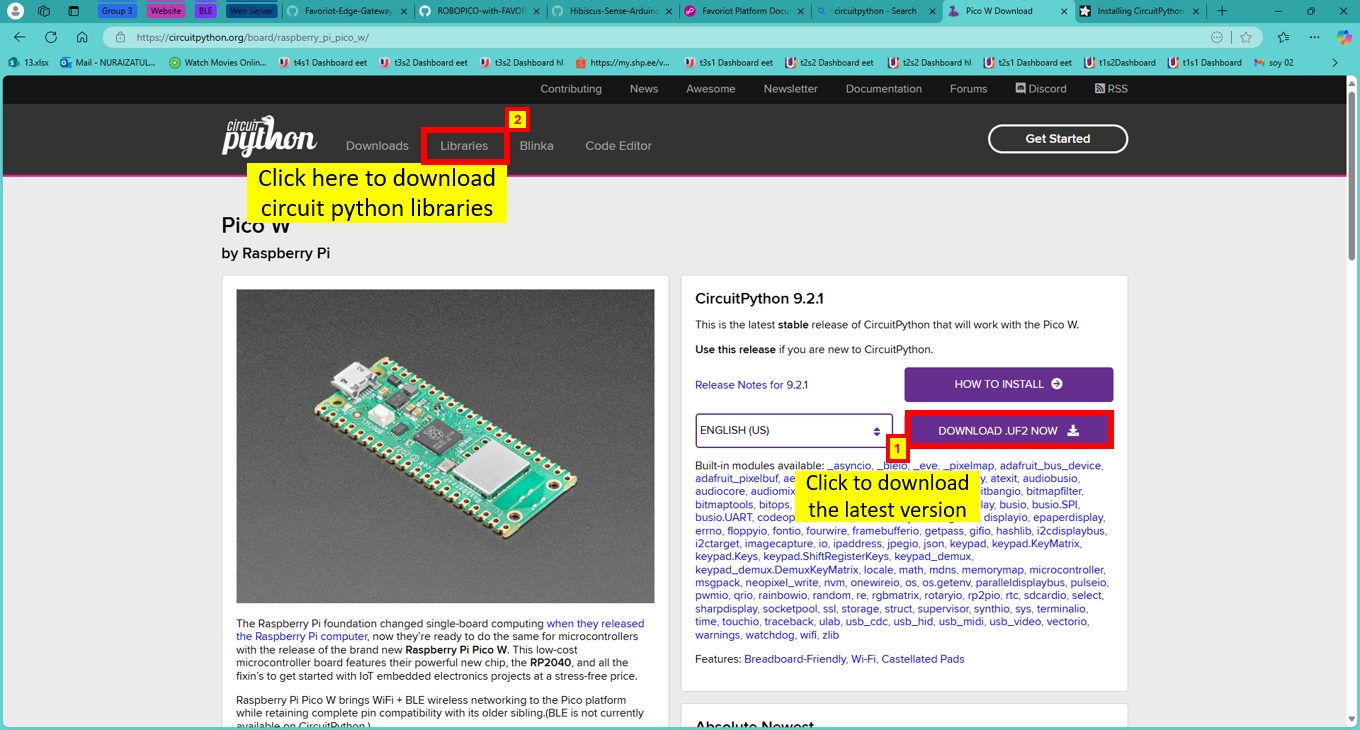 Group 3
Website
BLE
Web Server
Favoriot-Edge-Gateway
ROBOPICO-with-FAVOR
Hibiscus-Sense-Arduino
Favoriot Platform Docu
circuitpython - Search
Pico W Download
Installing CircuitPython
https://circuitpython.org/board/raspberry_pi_pico_w/
13.xlsx
Mail - NURAIZATUL...
Watch Movies Onlin...
t4s1 Dashboard eet
t3s2 Dashboard eet
t3s2 Dashboard hl
https://my.shp.ee/v...
t3s1 Dashboard eet
t2s2 Dashboard eet
t2s2 Dashboard hl
t2s1 Dashboard eet
t1s2Dashboard
t1s1 Dashboard
soy 02
Contributing
News
Awesome
Newsletter
Documentation
Forums
Discord
RSS
circuit
python
Downloads
Libraries
2
Blinka
Code Editor
Get Started
Click here to download
circuit python libraries
Pico W
by Raspberry Pi
CircuitPython 9.2.1
This is the latest stable release of CircuitPython that will work with the Pico W.
Use this release if you are new to CircuitPython.
Release Notes for 9.2.1
HOW TO INSTALL
ENGLISH (US)
DOWNLOAD .UF2 NOW
1
Click to download
the latest version
Built-in modules available: _asyncio, _bleio, _eve, _pixelmap, adafruit_bus_device,
adafruit_pixelbuf, atexit, audiobusio,
audiocore, bitbangio, bitmapfilter,
bitmaptools, bitops, busio, busio.SPI,
busio.UART, displayio, epaperdisplay,
errno, floppyio, fontio, fourwire, framebufferio, getpass, gifio, hashlib, i2cdisplaybus,
i2ctarget, imagecapture, io, ipaddress, jpegio, json, keypad, keypad.KeyMatrix,
keypad.Keys, keypad.ShiftRegisterKeys, keypad_demux,
keypad_demux.DemuxKeyMatrix, locale, math, mdns, memorymap, microcontroller,
msgpack, neopixel_write, nvm, onewireio, os, os.getenv, paralleldisplaybus, pulseio,
pwmio, qrio, rainbowio, random, re, rgbmatrix, rotaryio, rp2pio, rtc, sdcardio, select,
sharpdisplay, socketpool, ssl, storage, struct, supervisor, synthio, sys, terminalio,
time, touchio, traceback, ulab, usb_cdc, usb_hid, usb_midi, usb_video, vectorio,
warnings, watchdog, wifi, zlib
Features: Breadboard-Friendly, Wi-Fi, Castellated Pads
The Raspberry Pi foundation changed single-board computing when they released
the Raspberry Pi computer, now they're ready to do the same for microcontrollers
with the release of the brand new Raspberry Pi Pico W. This low-cost
microcontroller board features their powerful new chip, the RP2040, and all the
fixin's to get started with IoT embedded electronics projects at a stress-free price.
Raspberry Pi Pico W brings WiFi + BLE wireless networking to the Pico platform
while retaining complete pin compatibility with its older sibling.(BLE is not currently
available on CircuitPython.)
Absolute Newest